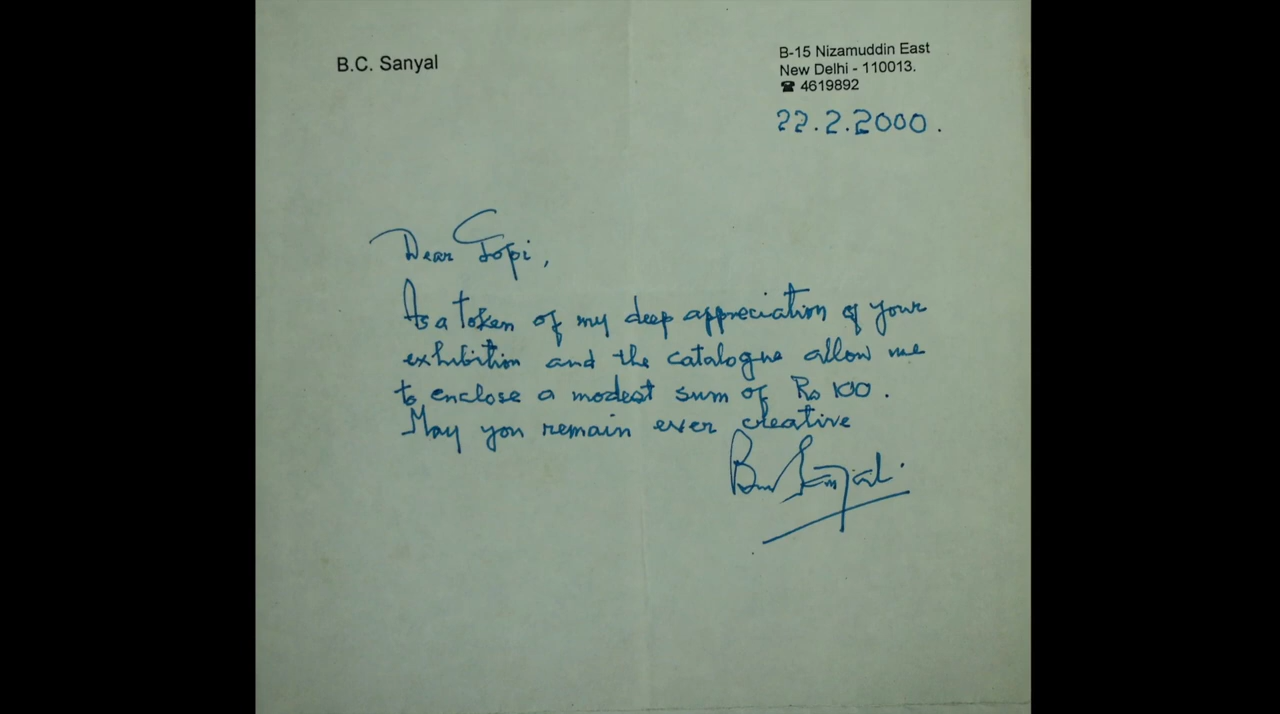 B.C. Sanyal
B-15 Nizamuddin East
New Delhi - 110013.
☎ 4619892
22.2.2000.
Dear Gopi,
As a token of my deep appreciation of your
exhibition and the catalogue allow me
to enclose a modest sum of Rs 100.
May you remain ever creative
Sanyal.